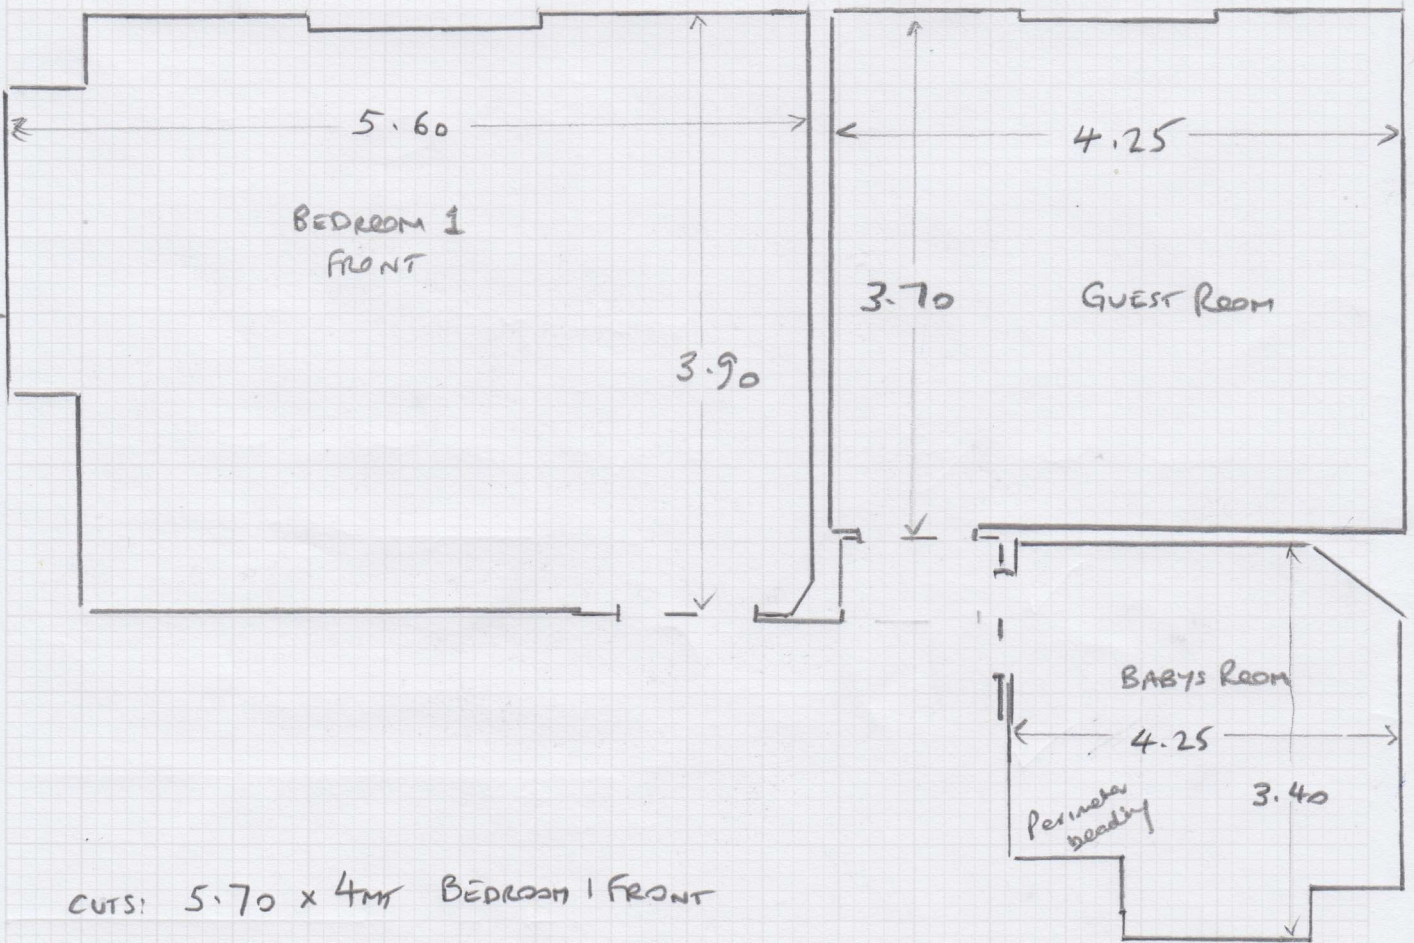 5.60
4.25
BEDROOM 1
FRONT
3.70
GUEST ROOM
3.90
BABYS ROOM
4.25
3.40
Perimeter
beading
CUTS: 5.70 x 4MT BEDROOM 1 FRONT